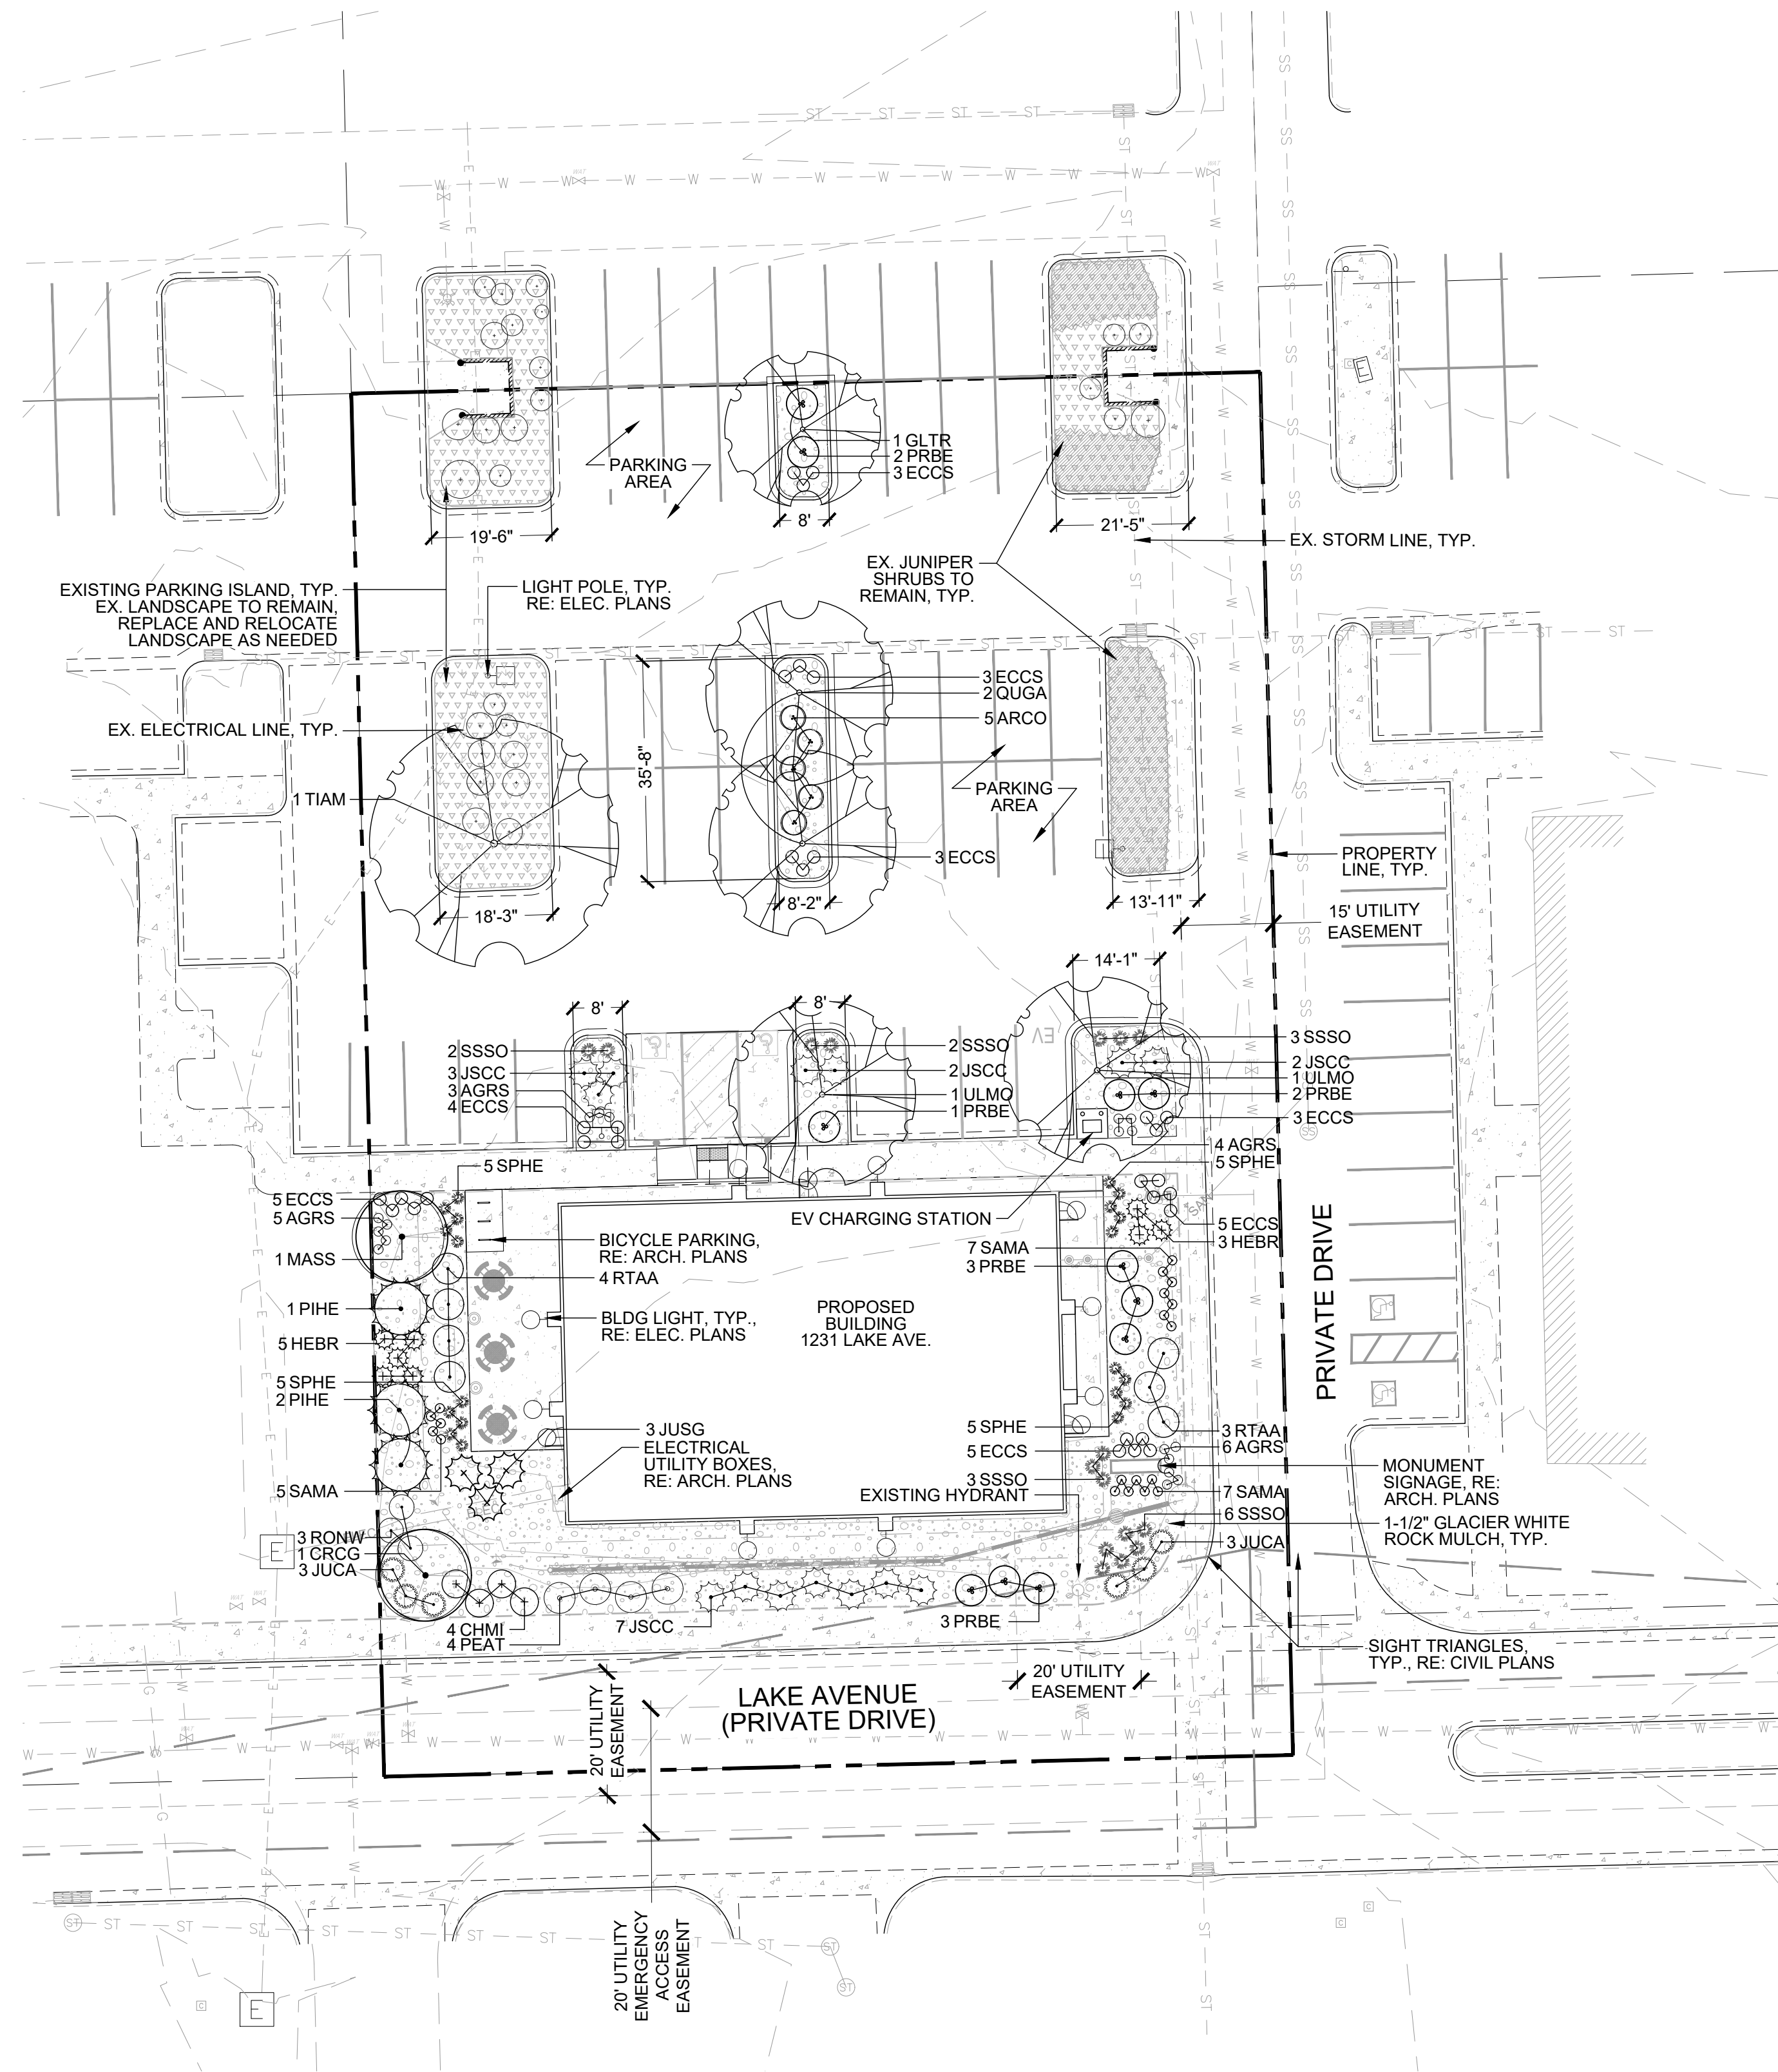 1 GLTR
2 PRBE
3 ECCS
PARKING
AREA
8'
19'-6"
21'-5"
EX. STORM LINE, TYP.
EXISTING PARKING ISLAND, TYP.
EX. LANDSCAPE TO REMAIN,
REPLACE AND RELOCATE
LANDSCAPE AS NEEDED
LIGHT POLE, TYP.
RE: ELEC. PLANS
EX. JUNIPER
SHRUBS TO
REMAIN, TYP.
3 ECCS
2 QUGA
5 ARCO
EX. ELECTRICAL LINE, TYP.
35'-8"
1 TIAM
PARKING
AREA
3 ECCS
PROPERTY
LINE, TYP.
18'-3"
8'-2"
13'-11"
15' UTILITY
EASEMENT
14'-1"
8'
8'
EV
2 SSSO
3 JSCC
3 AGRS
4 ECCS
2 SSSO
2 JSCC
1 ULMO
1 PRBE
3 SSSO
2 JSCC
1 ULMO
2 PRBE
3 ECCS
4 AGRS
5 SPHE
5 SPHE
5 ECCS
5 AGRS
1 MASS
EV CHARGING STATION
5 ECCS
3 HEBR
BICYCLE PARKING,
RE: ARCH. PLANS
4 RTAA
7 SAMA
3 PRBE
1 PIHE
BLDG LIGHT, TYP.,
RE: ELEC. PLANS
PROPOSED
BUILDING
1231 LAKE AVE.
PRIVATE DRIVE
5 HEBR
5 SPHE
2 PIHE
3 JUSG
ELECTRICAL
UTILITY BOXES,
RE: ARCH. PLANS
5 SPHE
5 ECCS
3 SSSO
EXISTING HYDRANT
3 RTAA
6 AGRS
MONUMENT
SIGNAGE, RE:
ARCH. PLANS
5 SAMA
7 SAMA
6 SSSO
1-1/2" GLACIER WHITE
ROCK MULCH, TYP.
3 JUCA
3 RONW
1 CRCG
3 JUCA
E
4 CHMI
4 PEAT
7 JSCC
3 PRBE
SIGHT TRIANGLES,
TYP., RE: CIVIL PLANS
20' UTILITY
EASEMENT
20' UTILITY
EASEMENT
LAKE AVENUE
(PRIVATE DRIVE)
20' UTILITY
EMERGENCY
ACCESS
EASEMENT
E